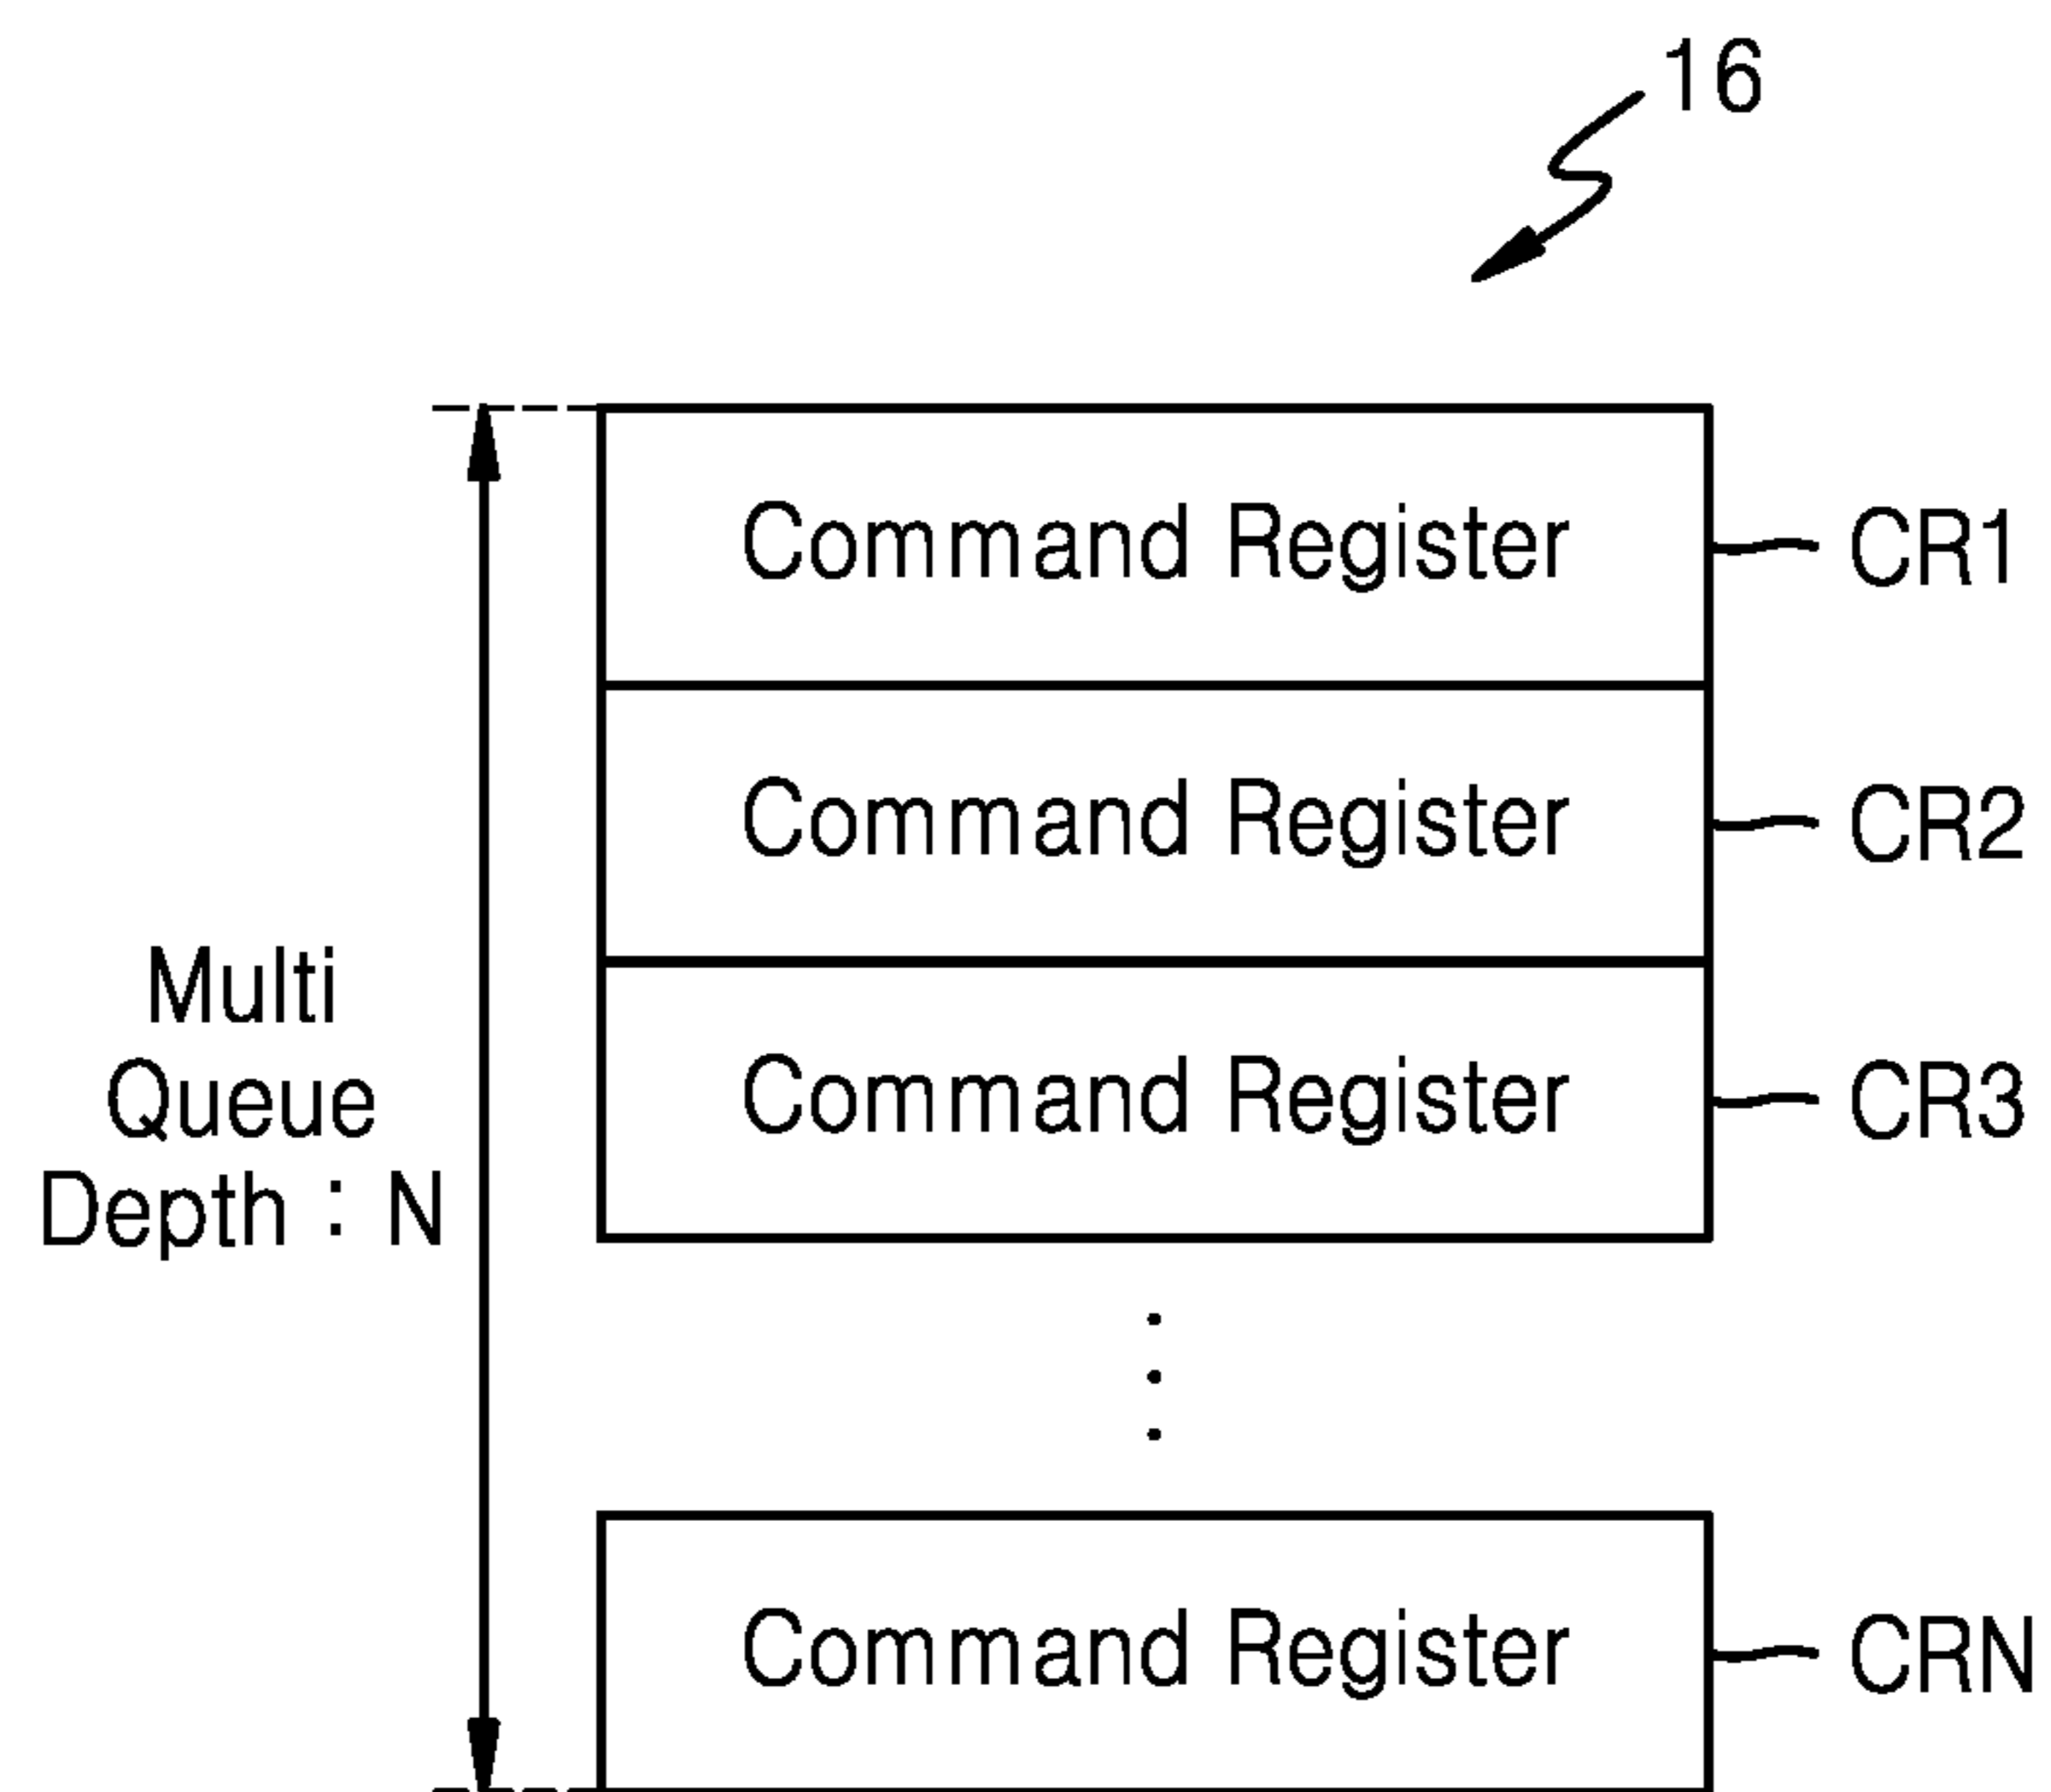 16
Command Register
CR1
Command Register
CR2
Command Register
CR3
Multi
Queue
Depth : N
Command Register
CRN